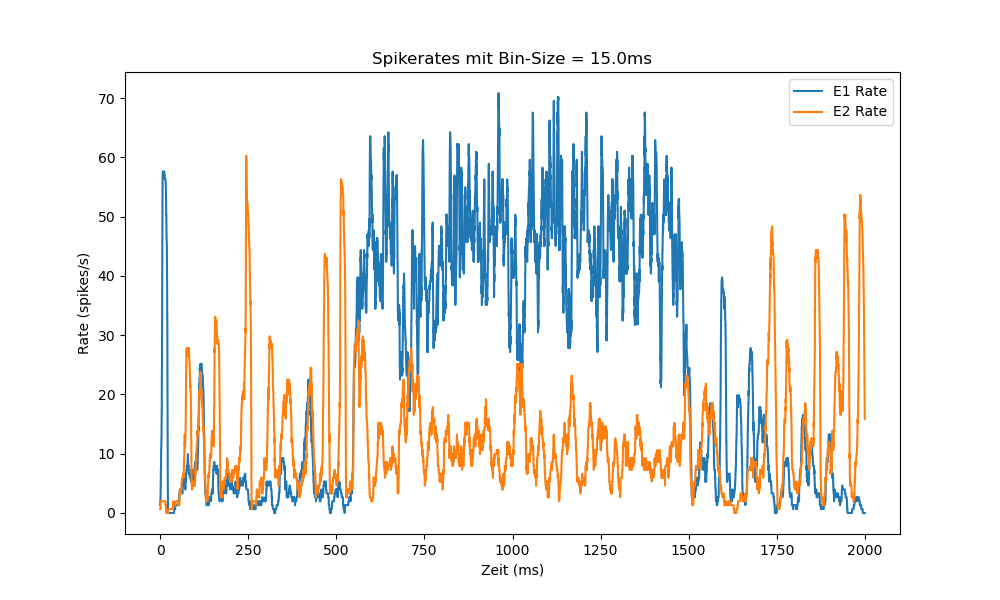 Spikerates mit Bin-Size = 15.0ms
E1 Rate
E2 Rate
Rate (spikes/s)
70
60
50
40
30
20
10
0
0 250 500 750 1000 1250 1500 1750 2000
Zeit (ms)